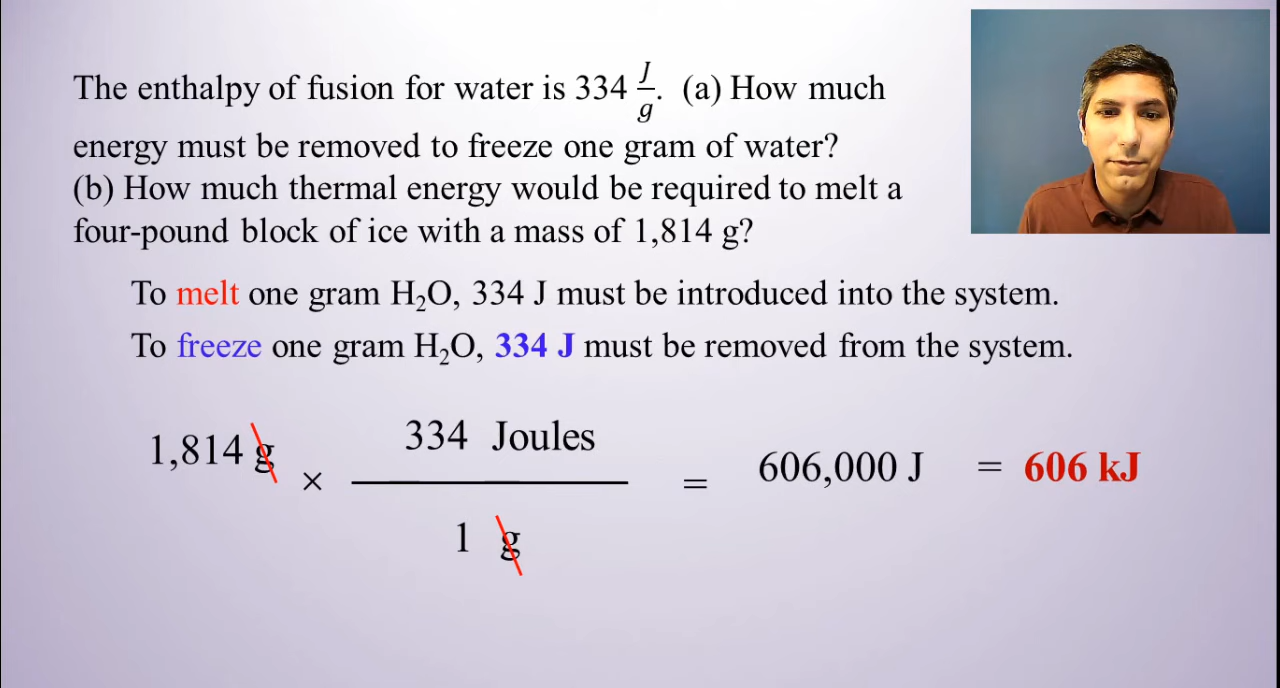 The enthalpy of fusion for water is 334 J/g. (a) How much
energy must be removed to freeze one gram of water?
(b) How much thermal energy would be required to melt a
four-pound block of ice with a mass of 1,814 g?
To melt one gram H₂O, 334 J must be introduced into the system.
To freeze one gram H₂O, 334 J must be removed from the system.
1,814 g × 334 Joules / 1 g = 606,000 J = 606 kJ